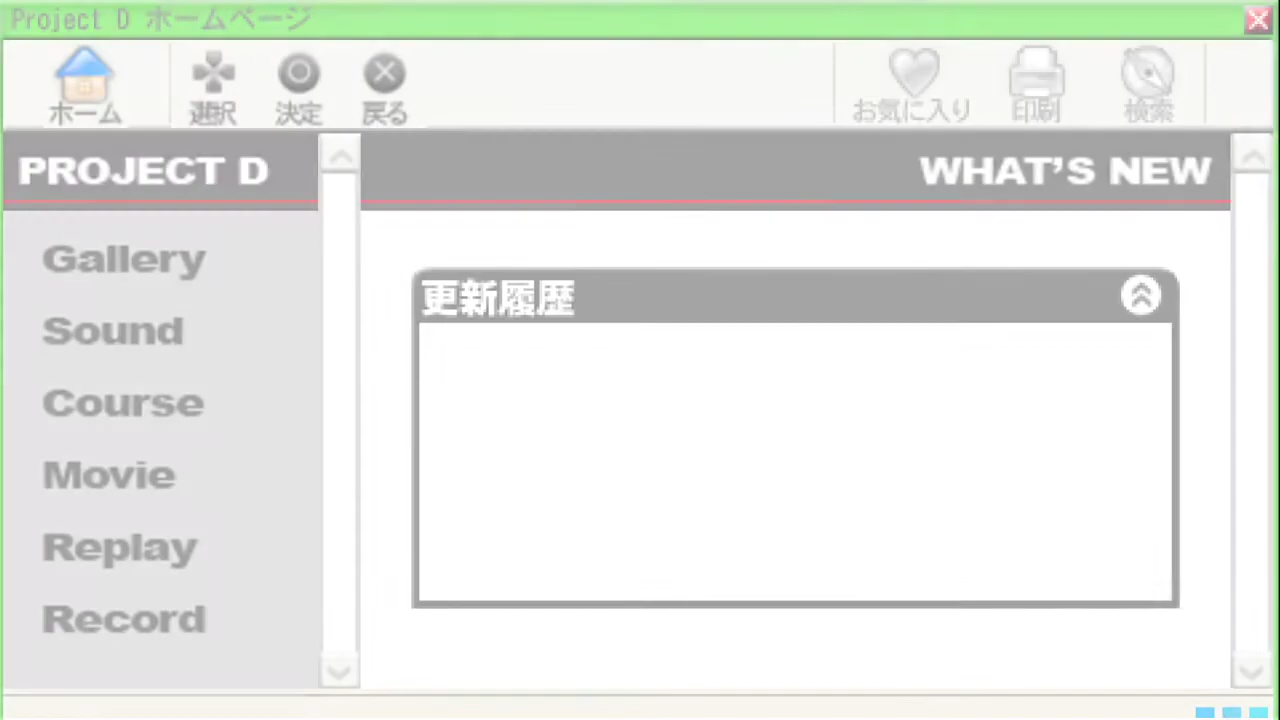 Project D ホームページ
ホーム
選択
決定
戻る
お気に入り
印刷
検索
PROJECT D
WHAT'S NEW
Gallery
Sound
Course
Movie
Replay
Record
更新履歴